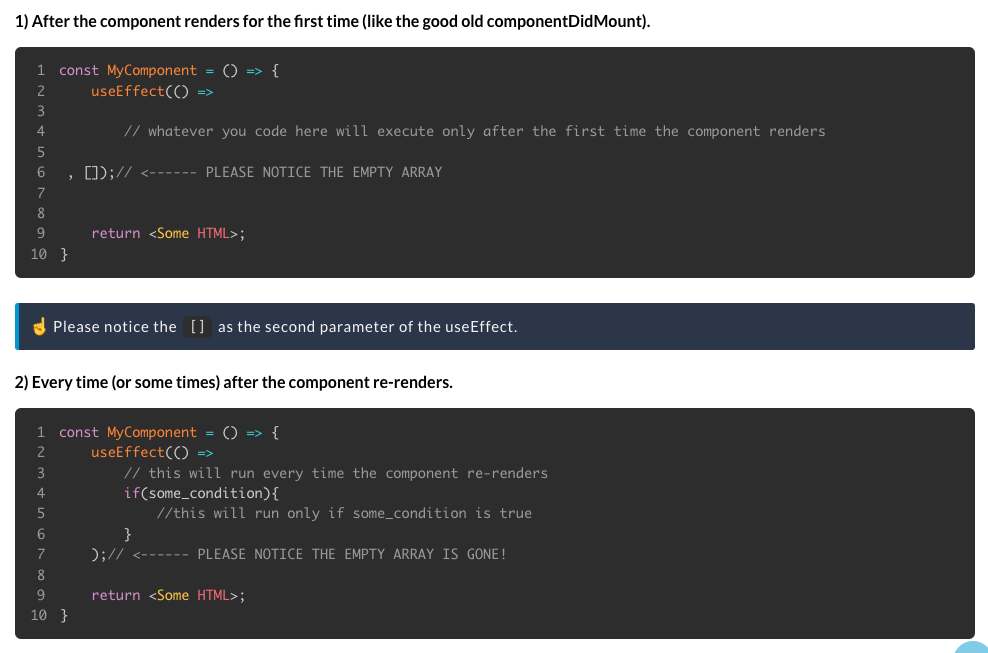 1) After the component renders for the first time (like the good old componentDidMount).
1 const MyComponent = () => {
2 useEffect(() =>
3
4 // whatever you code here will execute only after the first time the component renders
5
6 , []);// <------ PLEASE NOTICE THE EMPTY ARRAY
7
8
9 return <Some HTML>;
10 }
☝ Please notice the [] as the second parameter of the useEffect.
2) Every time (or some times) after the component re-renders.
1 const MyComponent = () => {
2 useEffect(() =>
3 // this will run every time the component re-renders
4 if(some_condition){
5 //this will run only if some_condition is true
6 }
7 );// <------ PLEASE NOTICE THE EMPTY ARRAY IS GONE!
8
9 return <Some HTML>;
10 }